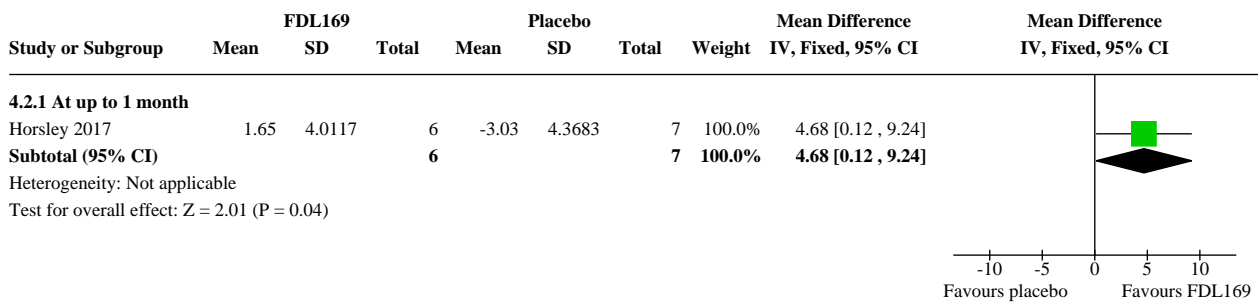 FDL169 Placebo Mean Difference Mean Difference
Study or Subgroup Mean SD Total Mean SD Total Weight IV, Fixed, 95% CI IV, Fixed, 95% CI
4.2.1 At up to 1 month
Horsley 2017 1.65 4.0117 6 -3.03 4.3683 7 100.0% 4.68 [0.12 , 9.24]
Subtotal (95% CI) 6 7 100.0% 4.68 [0.12 , 9.24]
Heterogeneity: Not applicable
Test for overall effect: Z = 2.01 (P = 0.04)
-10 -5 0 5 10
Favours placebo Favours FDL169